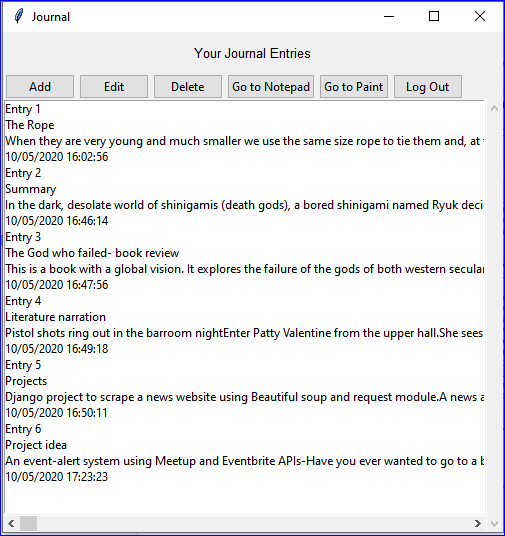 Journal
Your Journal Entries
Add Edit Delete Go to Notepad Go to Paint Log Out
Entry 1
The Rope
When they are very young and much smaller we use the same size rope to tie them and, at
10/05/2020 16:02:56
Entry 2
Summary
In the dark, desolate world of shinigamis (death gods), a bored shinigami named Ryuk
10/05/2020 16:46:14
Entry 3
The God who failed- book review
This is a book with a global vision. It explores the failure of the gods of both western
10/05/2020 16:47:56
Entry 4
Literature narration
Pistol shots ring out in the barroom nightEnter Patty Valentine from the upper hall.She sees
10/05/2020 16:49:18
Entry 5
Projects
Django project to scrape a news website using Beautiful soup and request module.A news
10/05/2020 16:50:11
Entry 6
Project idea
An event-alert system using Meetup and Eventbrite APIs-Have you ever wanted to go to a
10/05/2020 17:23:23